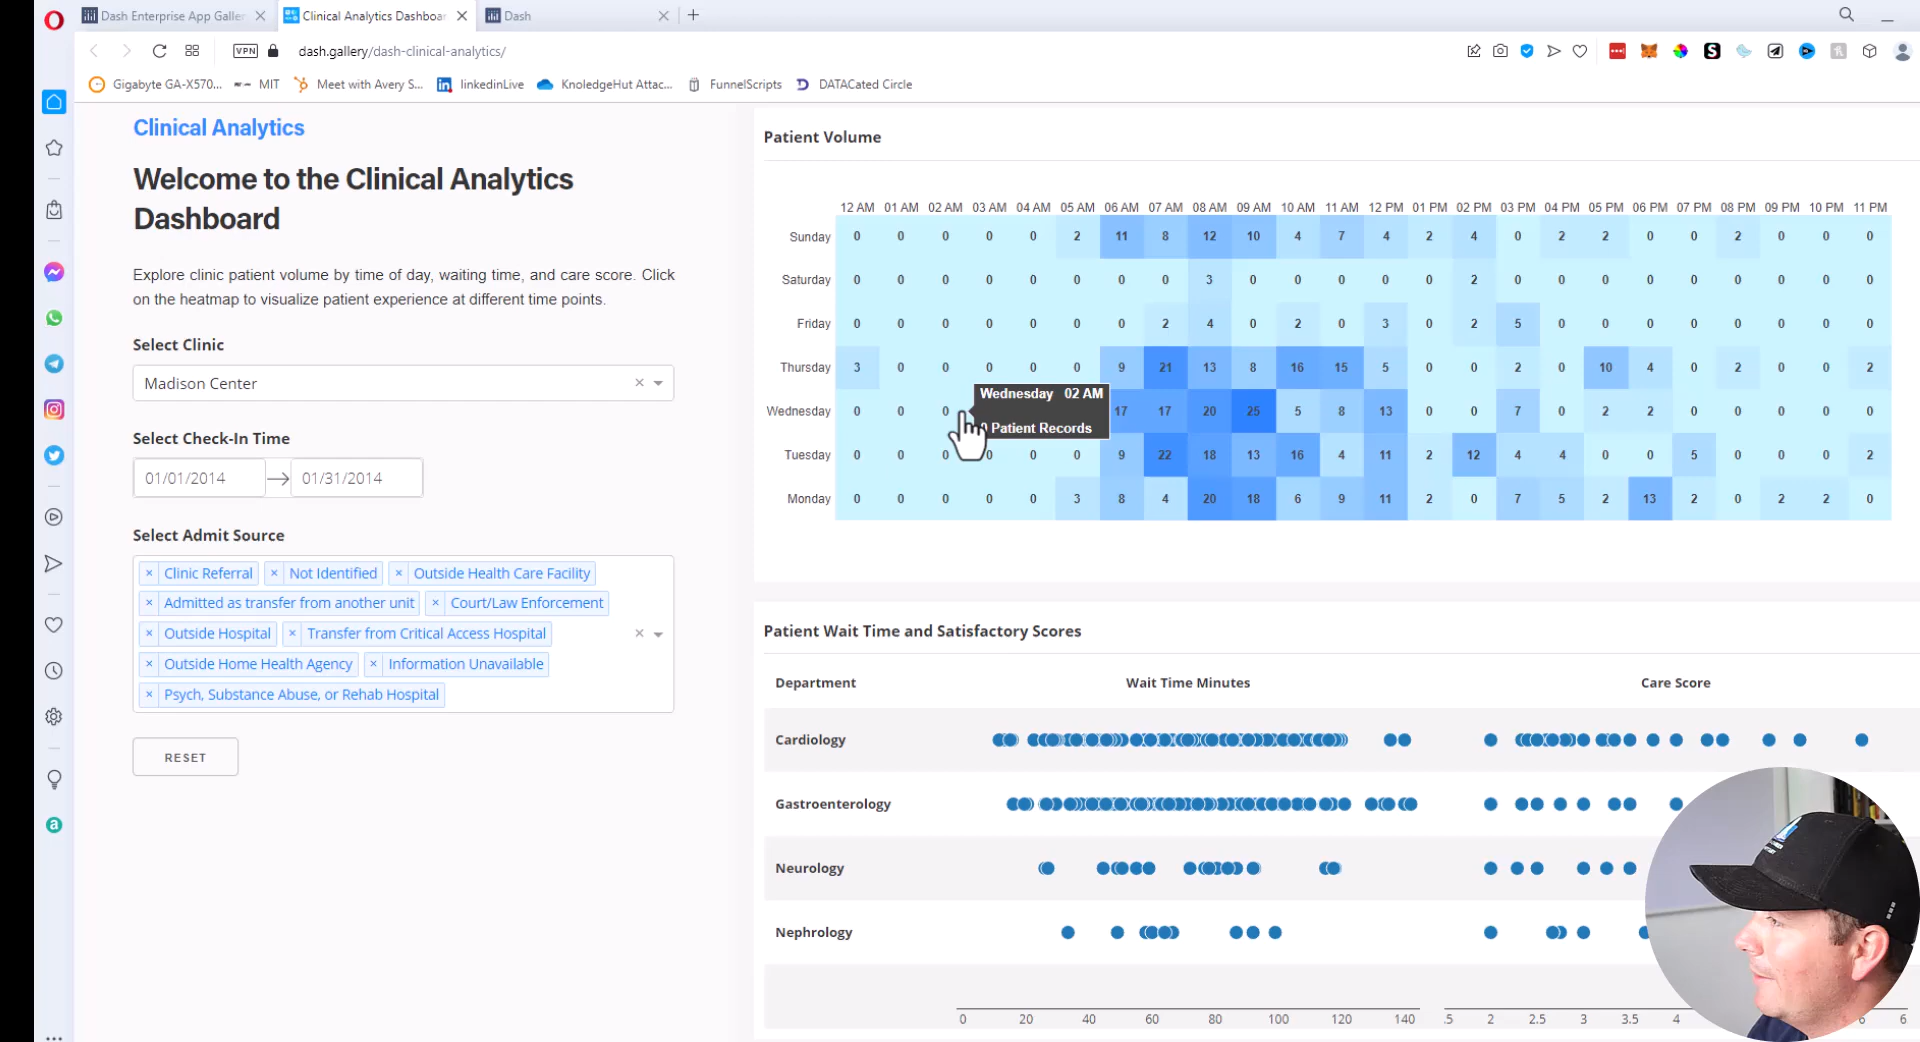 Dash Enterprise App Galler
Clinical Analytics Dashboar
Dash
VPN
dash.gallery/dash-clinical-analytics/
Gigabyte GA-X570...
MIT
Meet with Avery S...
linkedinLive
KnoledgeHut Attac...
FunnelScripts
DATACated Circle
Clinical Analytics
Welcome to the Clinical Analytics
Dashboard
Explore clinic patient volume by time of day, waiting time, and care score. Click
on the heatmap to visualize patient experience at different time points.
Select Clinic
Madison Center
Select Check-In Time
01/01/2014 → 01/31/2014
Select Admit Source
× Clinic Referral × Not Identified × Outside Health Care Facility
× Admitted as transfer from another unit × Court/Law Enforcement
× Outside Hospital × Transfer from Critical Access Hospital
× Outside Home Health Agency × Information Unavailable
× Psych, Substance Abuse, or Rehab Hospital
RESET
Patient Volume
12 AM 01 AM 02 AM 03 AM 04 AM 05 AM 06 AM 07 AM 08 AM 09 AM 10 AM 11 AM 12 PM 01 PM 02 PM 03 PM 04 PM 05 PM 06 PM 07 PM 08 PM 09 PM 10 PM 11 PM
Sunday 0 0 0 0 0 2 11 8 12 10 4 7 4 2 4 0 2 2 0 0 2 0 0 0
Saturday 0 0 0 0 0 0 0 0 3 0 0 0 0 0 2 0 0 0 0 0 0 0 0 0
Friday 0 0 0 0 0 0 0 2 4 0 2 0 3 0 2 5 0 0 0 0 0 0 0 0
Thursday 3 0 0 0 0 0 9 21 13 8 16 15 5 0 0 2 0 10 4 0 2 0 0 2
Wednesday 0 0 0 17 17 20 25 5 8 13 0 0 7 0 2 2 0 0 0 0 0
Wednesday 02 AM
0 Patient Records
Tuesday 0 0 0 0 0 0 9 22 18 13 16 4 11 2 12 4 4 0 0 5 0 0 0 2
Monday 0 0 0 0 0 3 8 4 20 18 6 9 11 2 0 7 5 2 13 2 0 2 2 0
Patient Wait Time and Satisfactory Scores
Department Wait Time Minutes Care Score
Cardiology
Gastroenterology
Neurology
Nephrology
0 20 40 60 80 100 120 140 .5 2 2.5 3 3.5 4 6